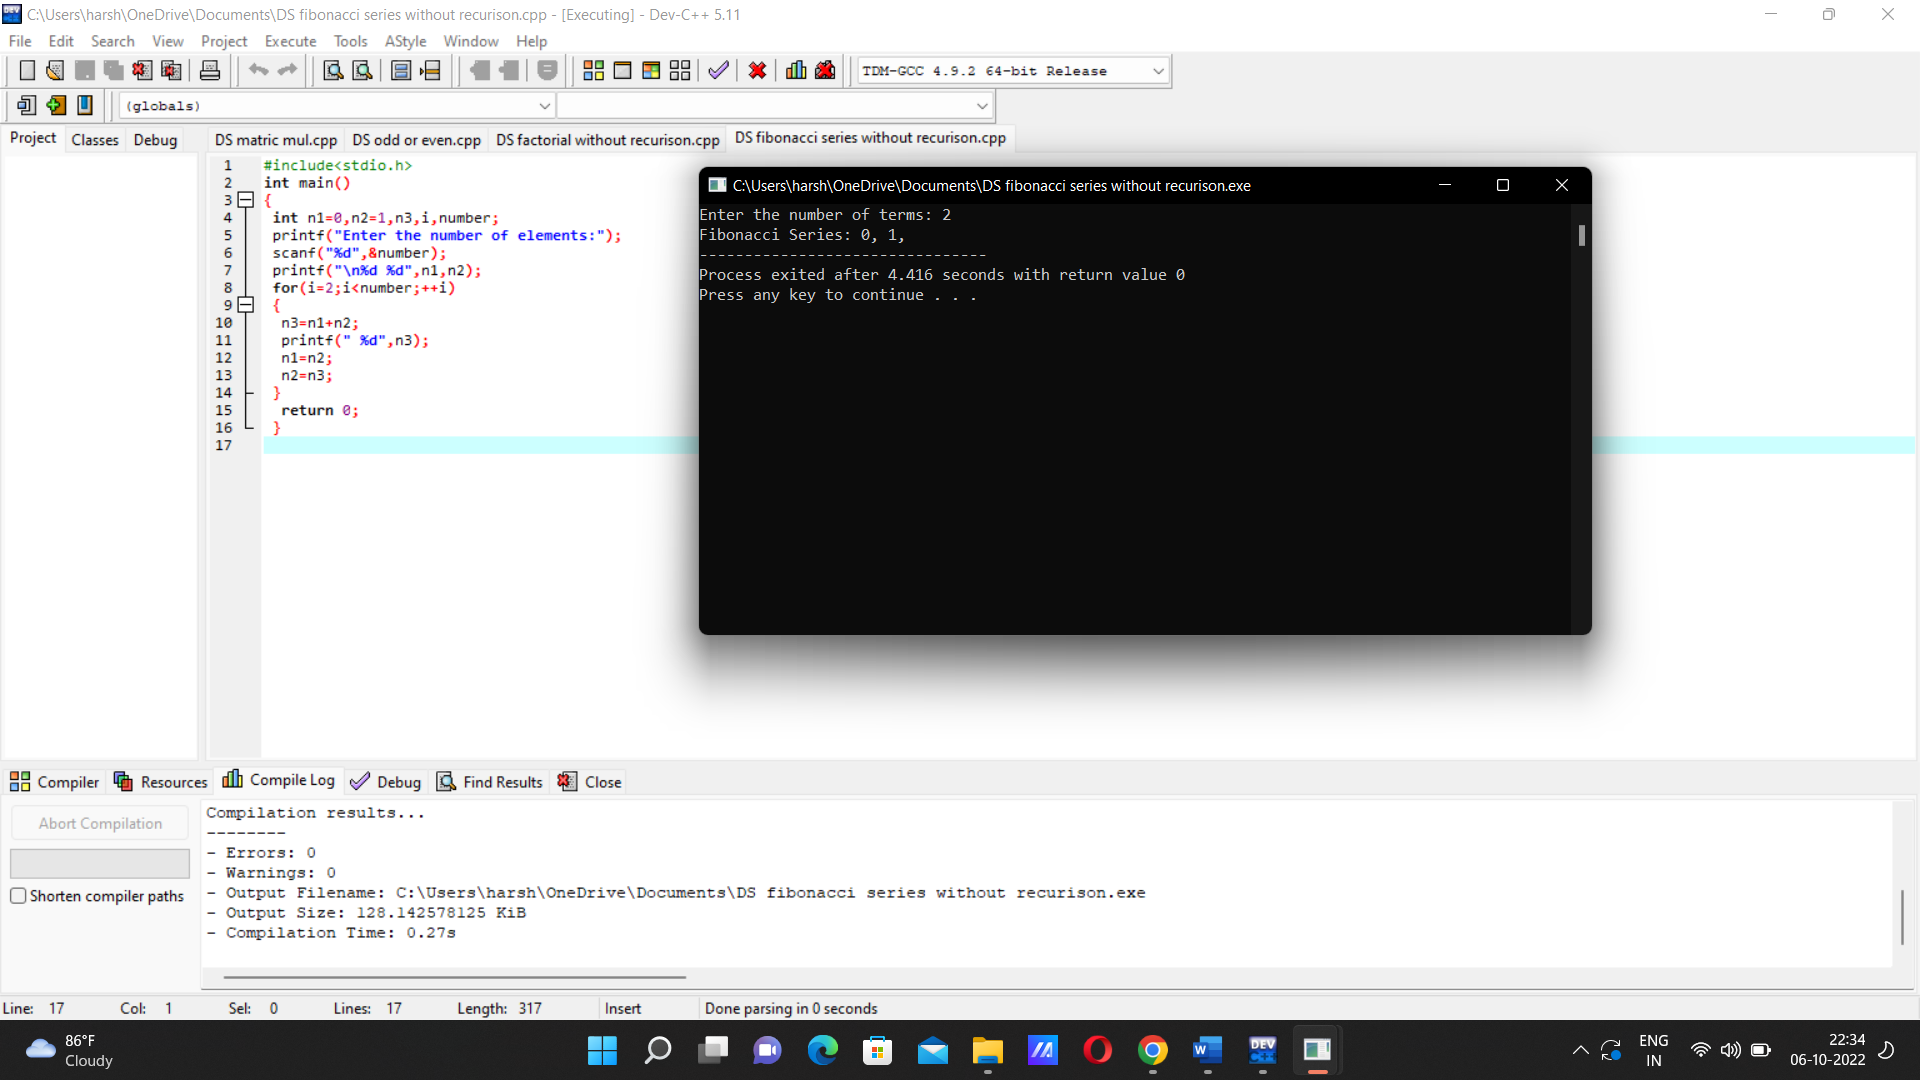 C:\Users\harsh\OneDrive\Documents\DS fibonacci series without recurison.cpp - [Executing] - Dev-C++ 5.11
File Edit Search View Project Execute Tools AStyle Window Help
TDM-GCC 4.9.2 64-bit Release
(globals)
Project Classes Debug
DS matric mul.cpp DS odd or even.cpp DS factorial without recurison.cpp DS fibonacci series without recurison.cpp
1 #include<stdio.h>
2 int main()
3 {
4 int n1=0,n2=1,n3,i,number;
5 printf("Enter the number of elements:");
6 scanf("%d",&number);
7 printf("\n%d %d",n1,n2);
8 for(i=2;i<number;++i)
9 {
10 n3=n1+n2;
11 printf(" %d",n3);
12 n1=n2;
13 n2=n3;
14 }
15 return 0;
16 }
17
C:\Users\harsh\OneDrive\Documents\DS fibonacci series without recurison.exe
Enter the number of terms: 2
Fibonacci Series: 0, 1,
--------------------------------
Process exited after 4.416 seconds with return value 0
Press any key to continue . . .
Compiler Resources Compile Log Debug Find Results Close
Abort Compilation
Shorten compiler paths
Compilation results...
--------
- Errors: 0
- Warnings: 0
- Output Filename: C:\Users\harsh\OneDrive\Documents\DS fibonacci series without recurison.exe
- Output Size: 128.142578125 KiB
- Compilation Time: 0.27s
Line: 17 Col: 1 Sel: 0 Lines: 17 Length: 317 Insert Done parsing in 0 seconds
86°F
Cloudy
DEV
C++
ENG
IN
22:34
06-10-2022